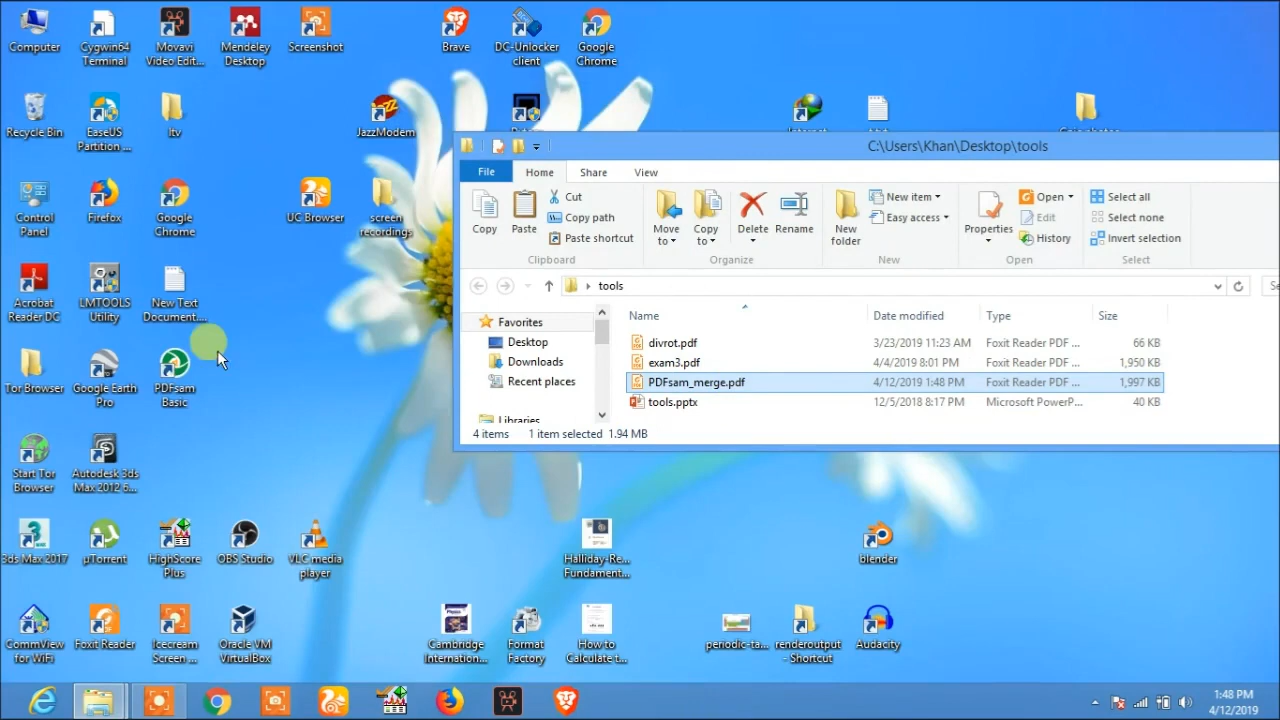 Computer
Cygwin64 Terminal
Movavi Video Edit...
Mendeley Desktop
Screenshot
Brave
DC-Unlocker client
Google Chrome
Recycle Bin
EaseUS Partition ...
ltv
JazzModem
Control Panel
Firefox
Google Chrome
UC Browser
screen recordings
Acrobat Reader DC
LMTOOLS Utility
New Text Document....
Tor Browser
Google Earth Pro
PDFsam Basic
Start Tor Browser
Autodesk 3ds Max 2012 6...
3ds Max 2017
µTorrent
HighScore Plus
OBS Studio
VLC media player
Halliday-Re... Fundament...
blender
CommView for WiFi
Foxit Reader
Icecream Screen ...
Oracle VM VirtualBox
Cambridge Internation...
Format Factory
How to Calculate t...
periodic-ta...
renderoutput - Shortcut
Audacity
C:\Users\Khan\Desktop\tools
File Home Share View
Copy
Paste
Cut
Copy path
Paste shortcut
Clipboard
Move to
Copy to
Delete
Rename
Organize
New folder
New item
Easy access
New
Properties
Open
Edit
History
Open
Select all
Select none
Invert selection
Select
tools
Favorites
Desktop
Downloads
Recent places
Libraries
Name Date modified Type Size
divrot.pdf 3/23/2019 11:23 AM Foxit Reader PDF ... 66 KB
exam3.pdf 4/4/2019 8:01 PM Foxit Reader PDF ... 1,950 KB
PDFsam_merge.pdf 4/12/2019 1:48 PM Foxit Reader PDF ... 1,997 KB
tools.pptx 12/5/2018 8:17 PM Microsoft PowerP... 40 KB
4 items 1 item selected 1.94 MB
1:48 PM
4/12/2019